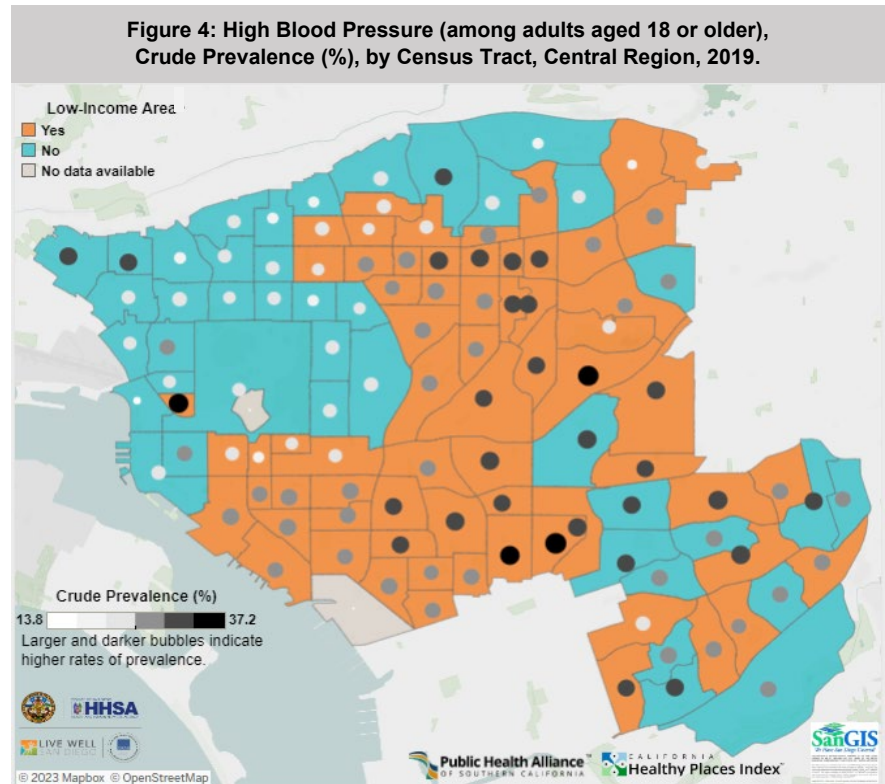 Figure 4: High Blood Pressure (among adults aged 18 or older),
Crude Prevalence (%), by Census Tract, Central Region, 2019.
Low-Income Area
Yes
No
No data available
Crude Prevalence (%)
13.8 37.2
Larger and darker bubbles indicate
higher rates of prevalence.
HHSA
LIVE WELL
SAN DIEGO
Public Health Alliance
OF SOUTHERN CALIFORNIA
CALIFORNIA
Healthy Places Index
SanGIS
© 2023 Mapbox © OpenStreetMap